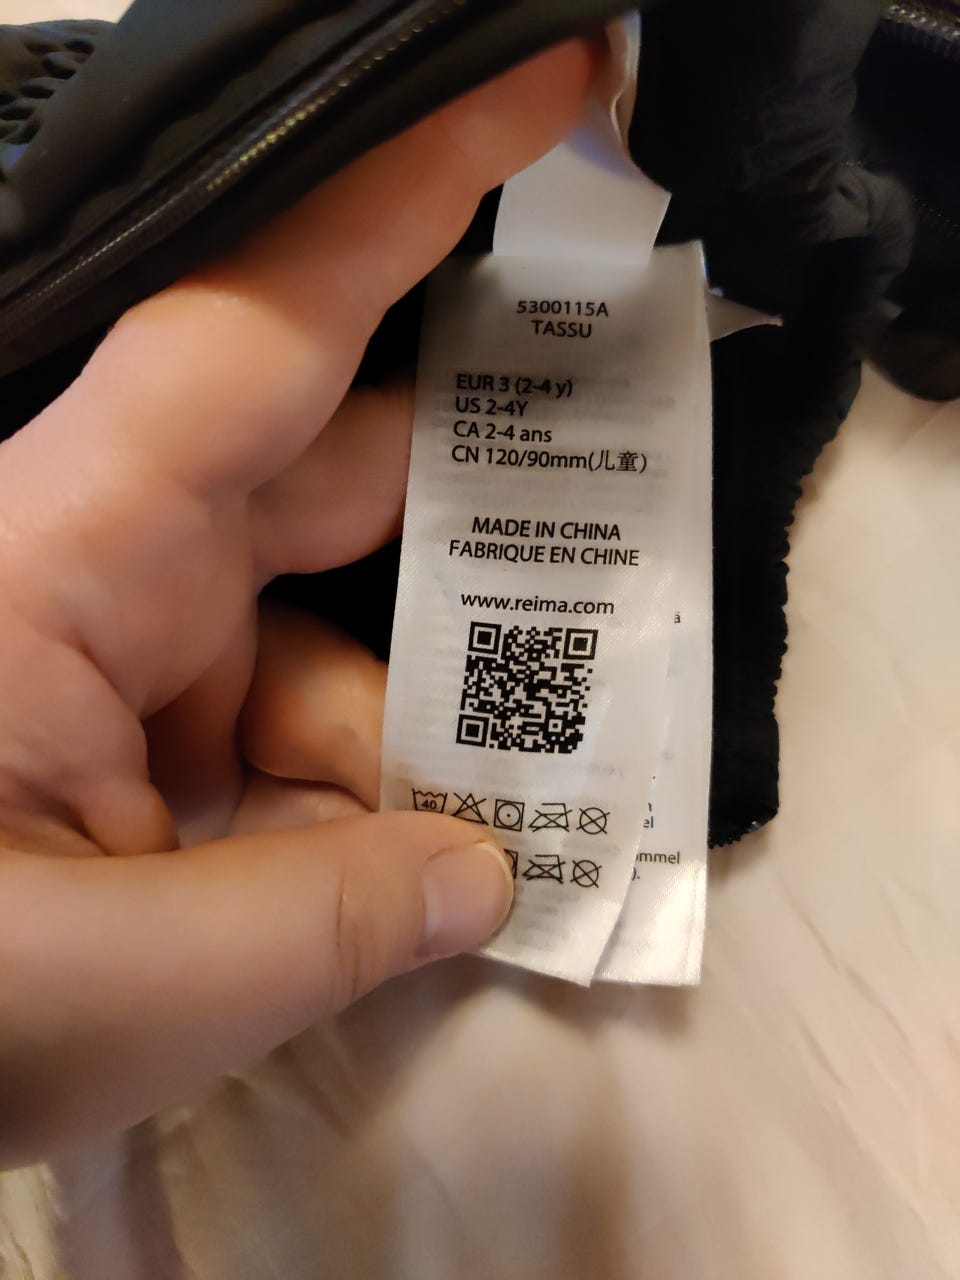 5300115A
TASSU
EUR 3 (2-4 y)
US 2-4Y
CA 2-4 ans
CN 120/90mm(儿童)
MADE IN CHINA
FABRIQUE EN CHINE
www.reima.com
40